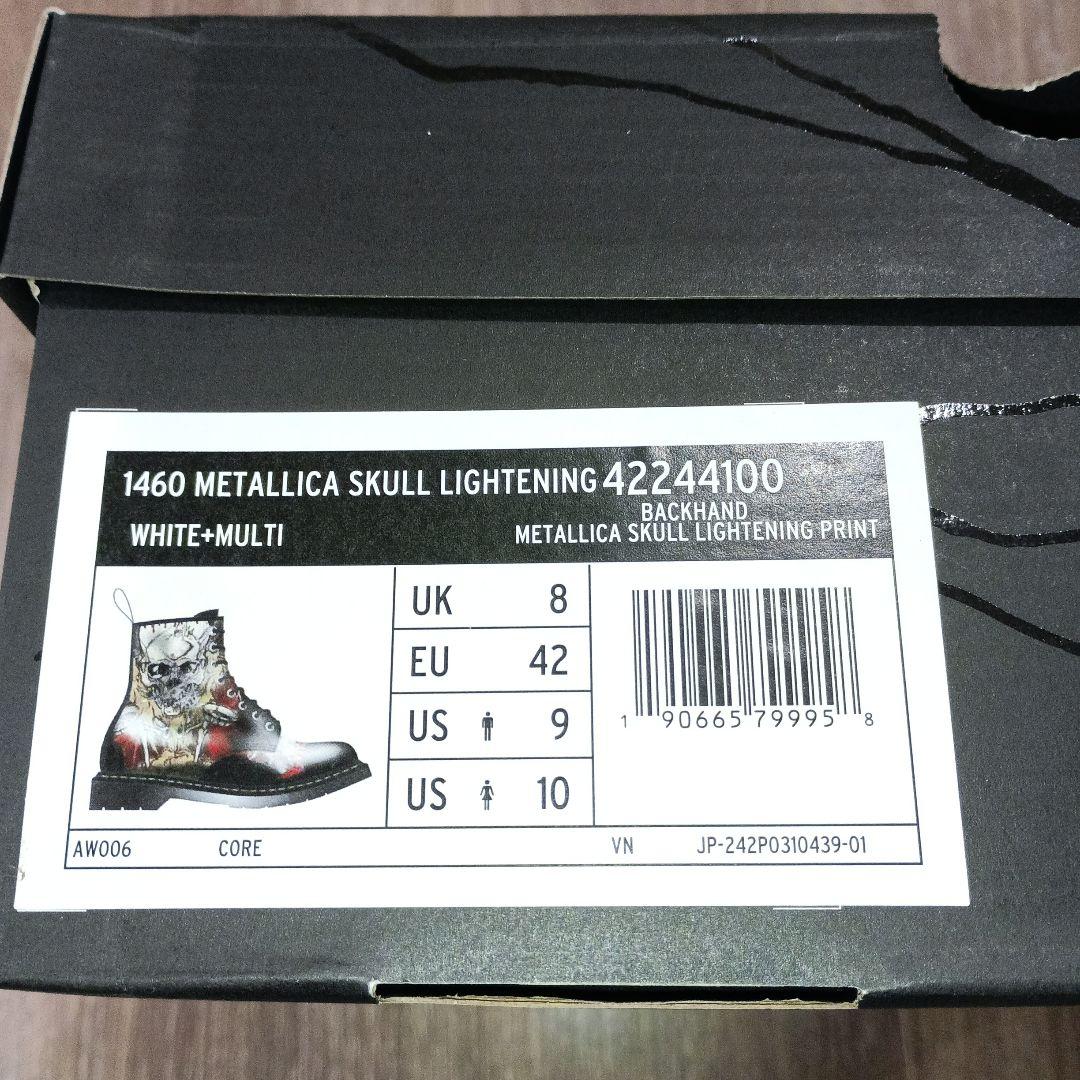 1460 METALLICA SKULL LIGHTENING 42244100
BACKHAND
WHITE+MULTI METALLICA SKULL LIGHTENING PRINT
UK 8
EU 42
US 9
US 10
1 90665 79995 8
AW006 CORE VN JP-242P0310439-01